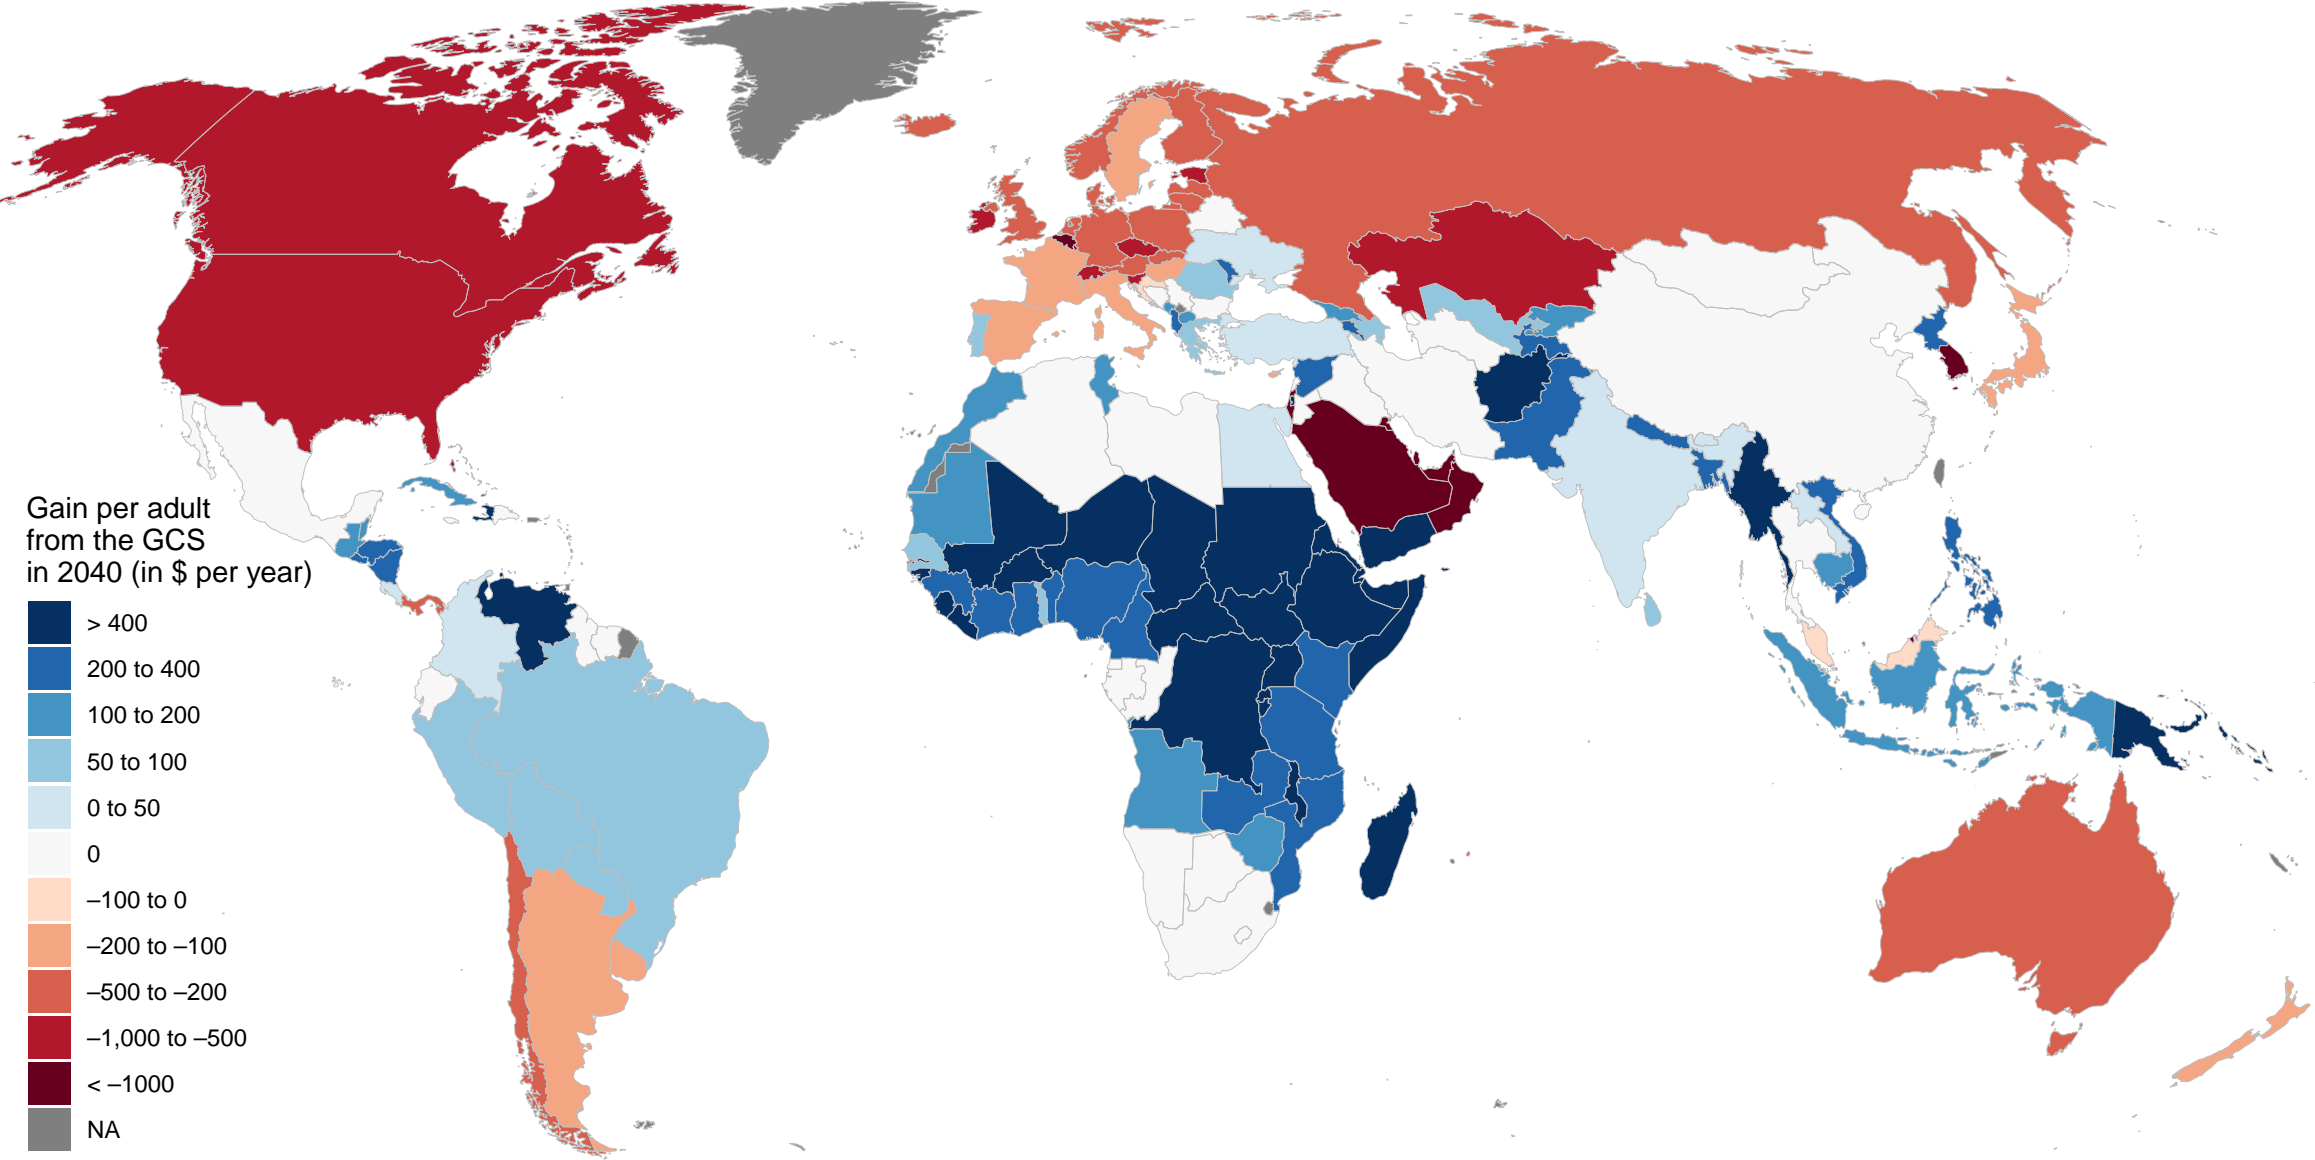 Gain per adult
from the GCS
in 2040 (in $ per year)
> 400
200 to 400
100 to 200
50 to 100
0 to 50
0
–100 to 0
–200 to –100
–500 to –200
–1,000 to –500
< –1000
NA